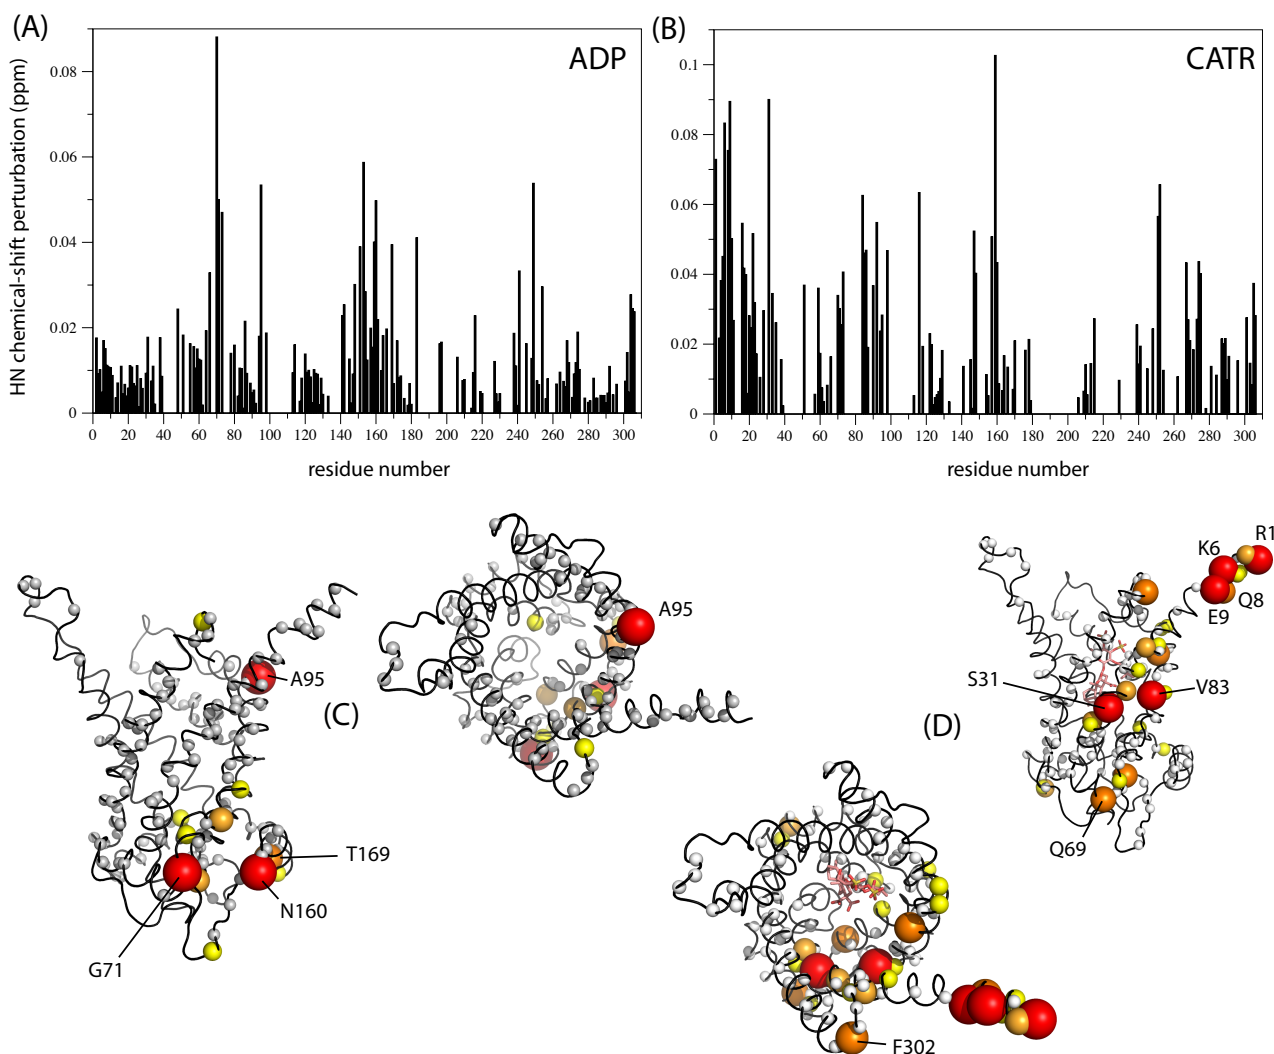 (A)
ADP
HN chemical-shift perturbation (ppm)
0.08
0.06
0.04
0.02
0
0 20 40 60 80 100 120 140 160 180 200 220 240 260 280 300
residue number
(B)
CATR
0.1
0.08
0.06
0.04
0.02
0
0 20 40 60 80 100 120 140 160 180 200 220 240 260 280 300
residue number
(C)
A95
T169
N160
G71
A95
(D)
R1
K6
Q8
E9
S31
V83
Q69
F302